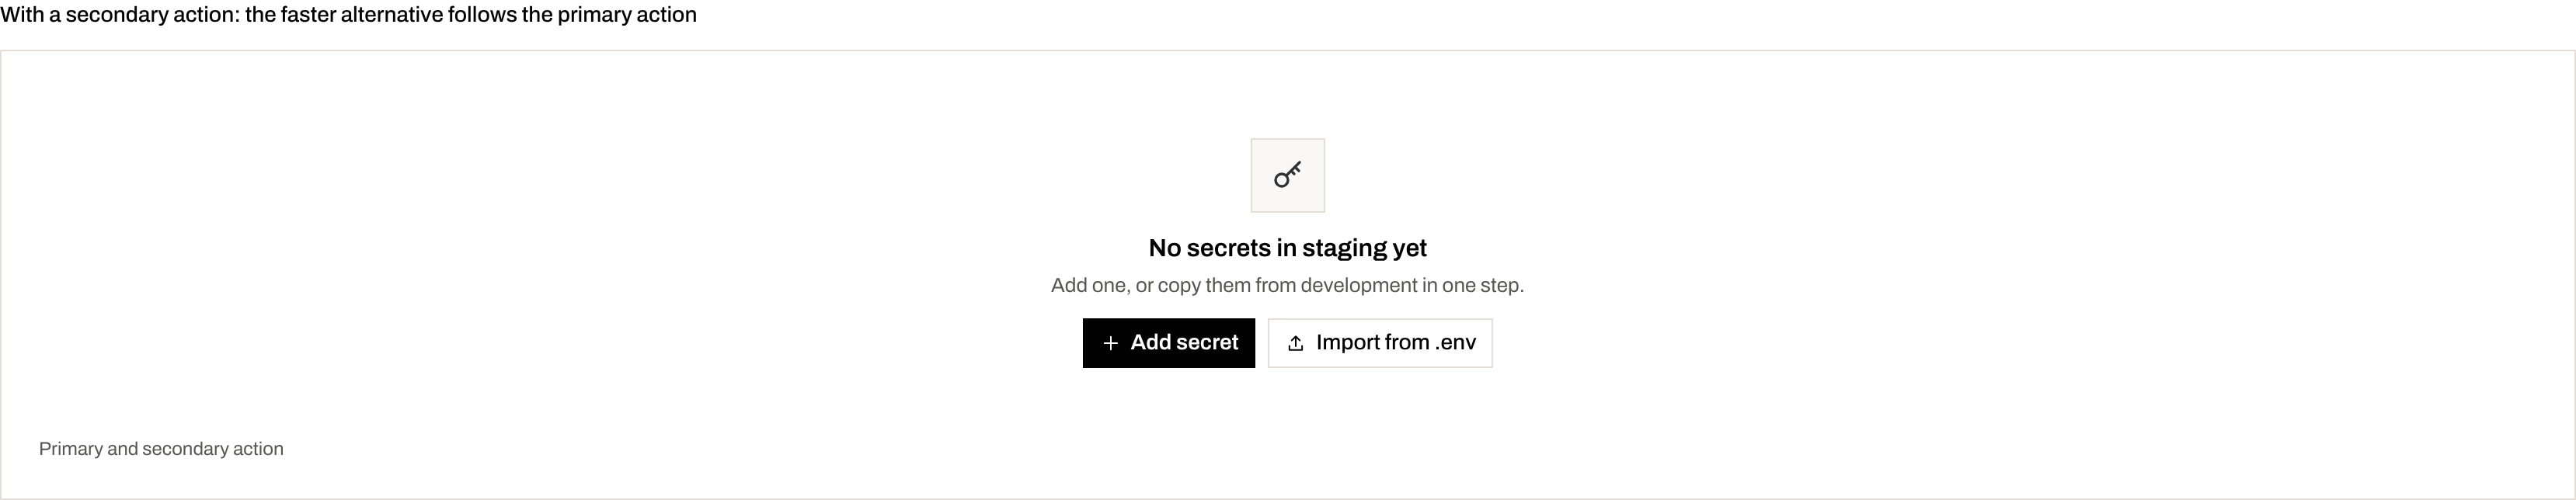 With a secondary action: the faster alternative follows the primary action
No secrets in staging yet
Add one, or copy them from development in one step.
Add secret
Import from .env
Primary and secondary action